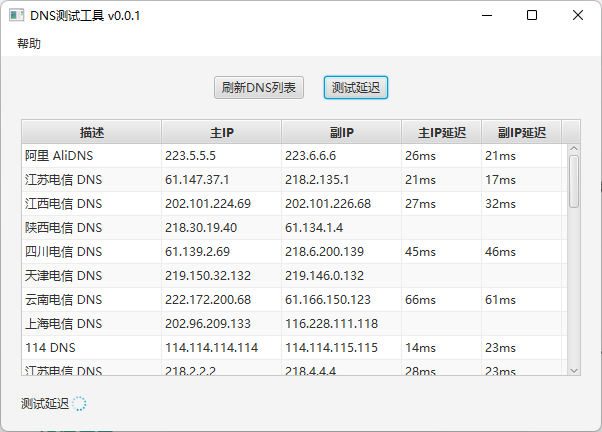 DNS测试工具 v0.0.1
帮助
刷新DNS列表 测试延迟
描述 主IP 副IP 主IP延迟 副IP延迟
阿里 AliDNS 223.5.5.5 223.6.6.6 26ms 21ms
江苏电信 DNS 61.147.37.1 218.2.135.1 21ms 17ms
江西电信 DNS 202.101.224.69 202.101.226.68 27ms 32ms
陕西电信 DNS 218.30.19.40 61.134.1.4
四川电信 DNS 61.139.2.69 218.6.200.139 45ms 46ms
天津电信 DNS 219.150.32.132 219.146.0.132
云南电信 DNS 222.172.200.68 61.166.150.123 66ms 61ms
上海电信 DNS 202.96.209.133 116.228.111.118
114 DNS 114.114.114.114 114.114.115.115 14ms 23ms
江苏电信 DNS 218.2.2.2 218.4.4.4 28ms 23ms
测试延迟